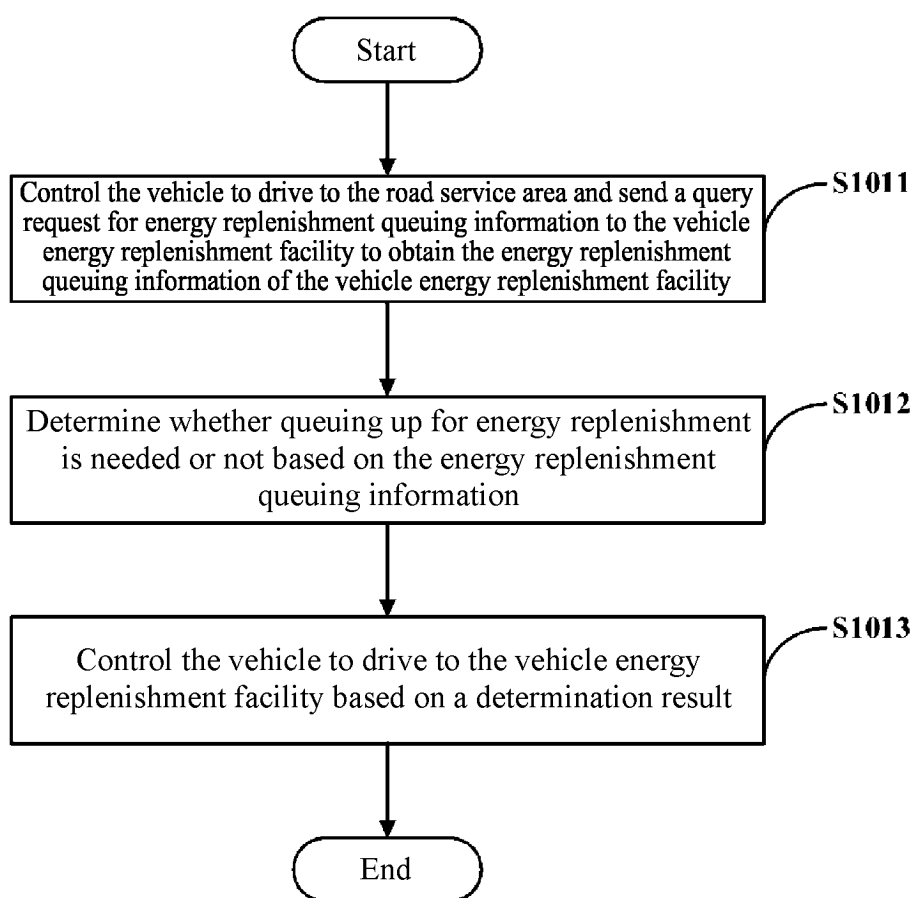 Start
Control the vehicle to drive to the road service area and send a query
request for energy replenishment queuing information to the vehicle
energy replenishment facility to obtain the energy replenishment
queuing information of the vehicle energy replenishment facility
S1011
Determine whether queuing up for energy replenishment
is needed or not based on the energy replenishment
queuing information
S1012
Control the vehicle to drive to the vehicle energy
replenishment facility based on a determination result
S1013
End